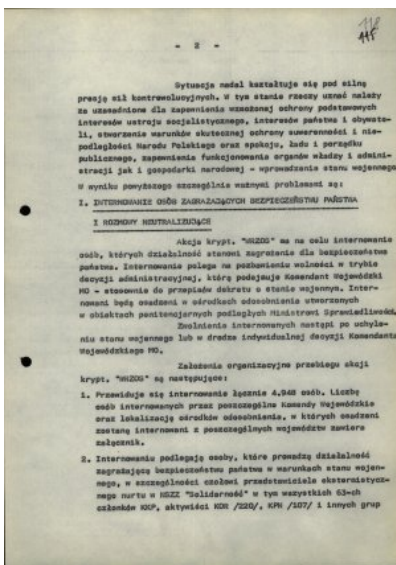 - 2 -
Sytuacja nadal kształtuje się pod silną
presją sił kontrrewolucyjnych. W tym stanie rzeczy uznać należy
za uzasadnione dla zapewnienia wzmożonej ochrony podstawowych
interesów ustroju socjalistycznego, interesów państwa i obywate-
li, stworzenie warunków skutecznej ochrony suwerenności i nie-
podległości Narodu Polskiego oraz spokoju, ładu i porządku
publicznego, zapewnienia funkcjonowania organów władzy i admini-
stracji jak i gospodarki narodowej - wprowadzenie stanu wojennego
W wyniku powyższego szczególnie ważnymi problemami są:
I. INTERNOWANIE OSÓB ZAGRAŻAJĄCYCH BEZPIECZEŃSTWU PAŃSTWA
I ROZMOWY NEUTRALIZUJĄCE
Akcja krypt. "WRZOS" ma na celu internowanie
osób, których działalność stanowi zagrożenie dla bezpieczeństwa
państwa. Internowanie polega na pozbawieniu wolności w trybie
decyzji administracyjnej, którą podejmuje Komendant Wojewódzki
MO - stosownie do przepisów dekretu o stanie wojennym. Inter-
nowani będą osadzeni w ośrodkach odosobnienia utworzonych
w obiektach penitencjarnych podległych Ministrowi Sprawiedliwości.
Zwolnienie internowanych nastąpi po uchyle-
niu stanu wojennego lub w drodze indywidualnej decyzji Komendanta
Wojewódzkiego MO.
Założenia organizacyjne przebiegu akcji
krypt. "WRZOS" są następujące:
1. Przewiduje się internowanie łącznie 4.948 osób. Liczbę
osób internowanych przez poszczególne Komendy Wojewódzkie
oraz lokalizację ośrodków odosobnienia, w których osadzeni
zostaną internowani z poszczególnych województw zawiera
załącznik.
2. Internowaniu podlegają osoby, które prowadzą działalność
zagrażającą bezpieczeństwu państwa w warunkach stanu wojen-
nego, w szczególności czołowi przedstawiciele ekstremistycz-
nego nurtu w NSZZ "Solidarność" w tym wszystkich 63-ch
członków KKP, aktywiści KOR /220/, KPN /107/ i innych grup